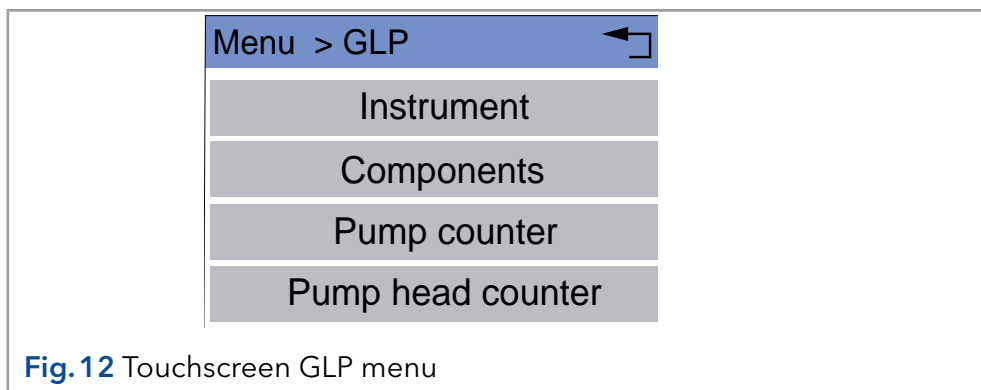 Menu > GLP
Instrument
Components
Pump counter
Pump head counter
Fig. 12 Touchscreen GLP menu